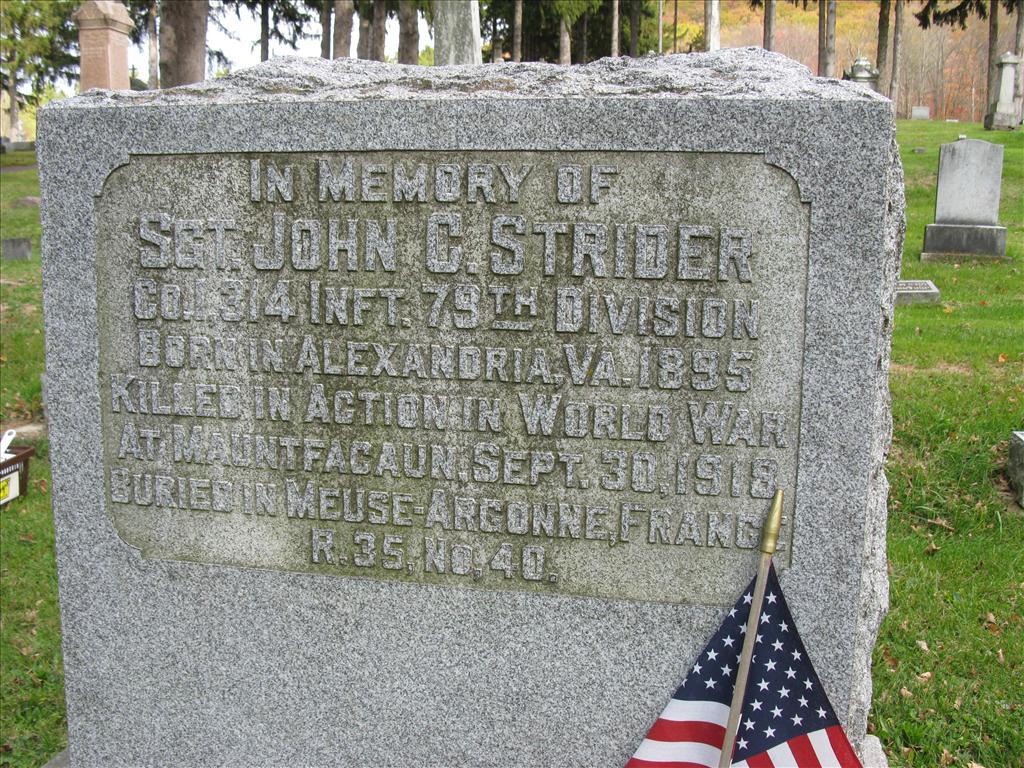 IN MEMORY OF
SGT. JOHN C. STRIDER
CO. I. 314 INFT. 79TH DIVISION
BORN IN ALEXANDRIA, VA. 1895
KILLED IN ACTION IN WORLD WAR
AT MAUNTFACAUN, SEPT. 30, 1918
BURIED IN MEUSE-ARGONNE, FRANCE
R. 35, NO. 40.